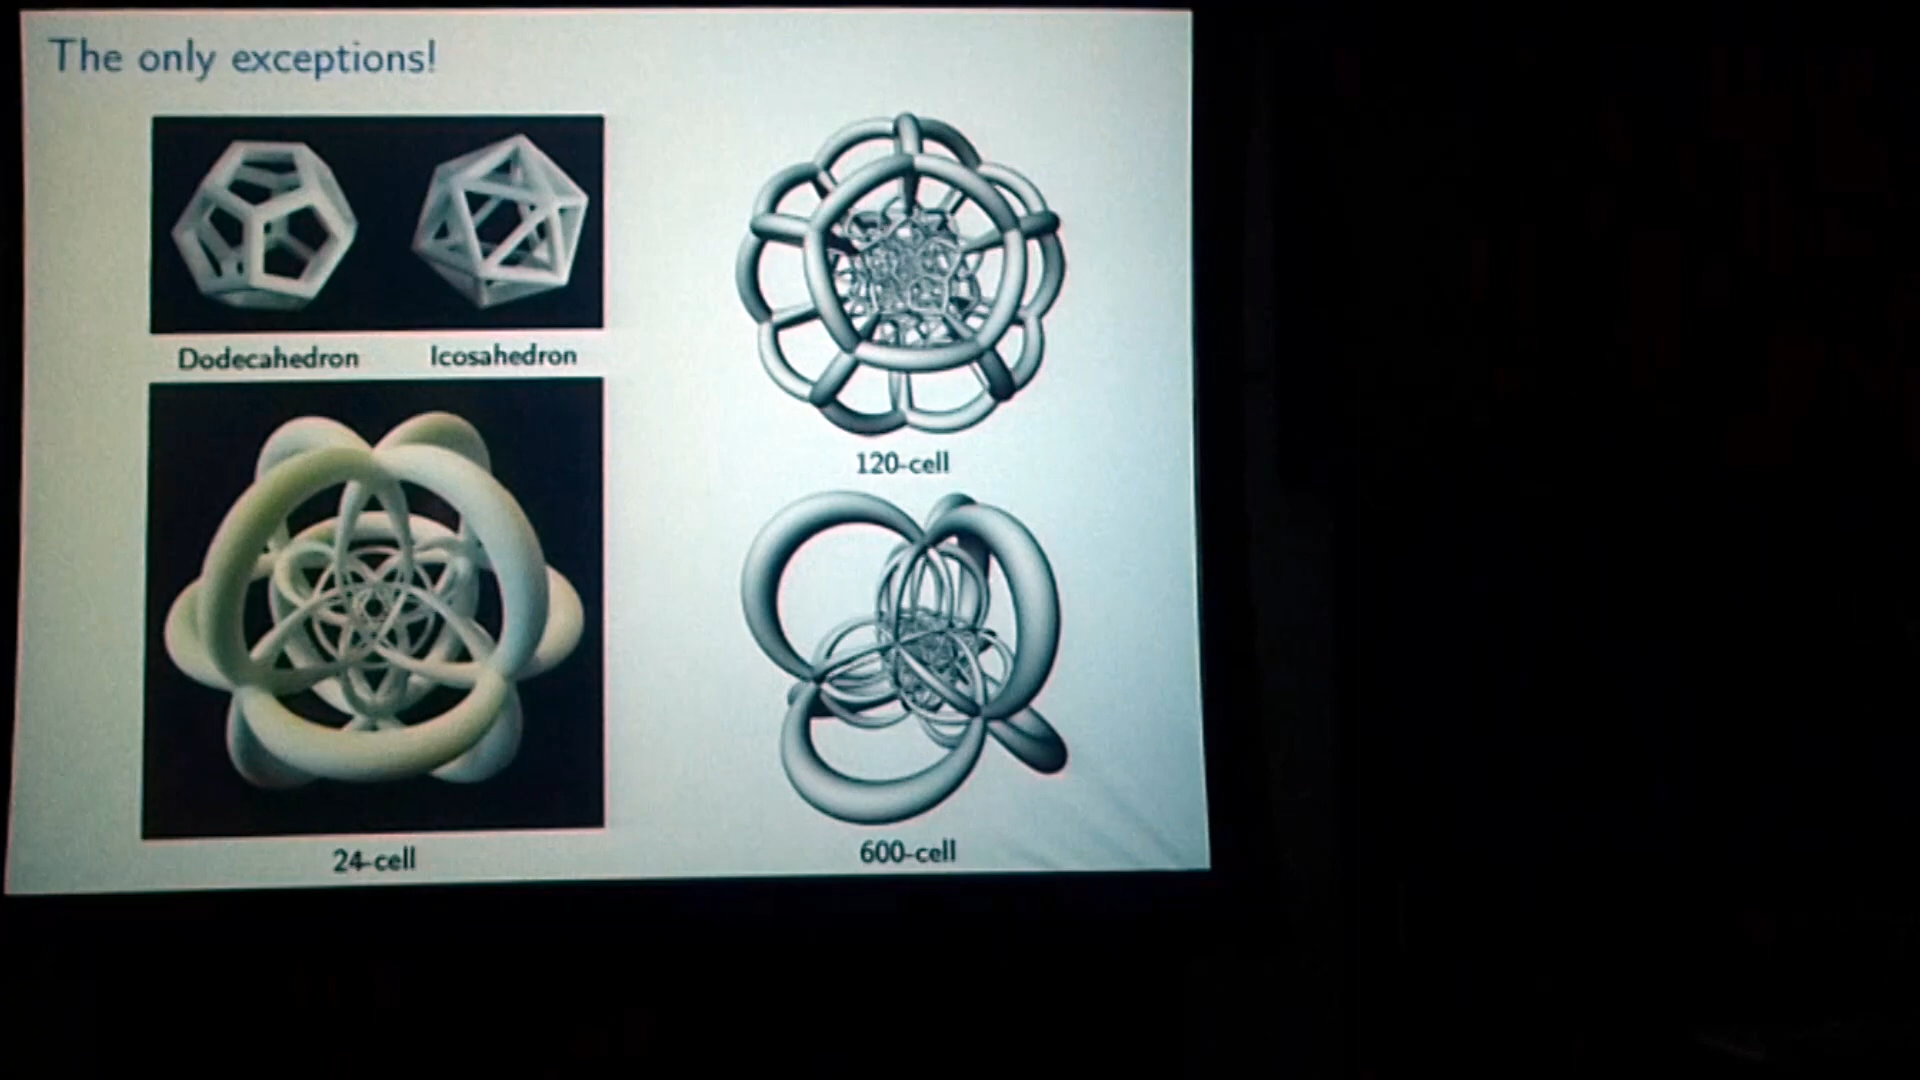 The only exceptions!
Dodecahedron
Icosahedron
24-cell
120-cell
600-cell